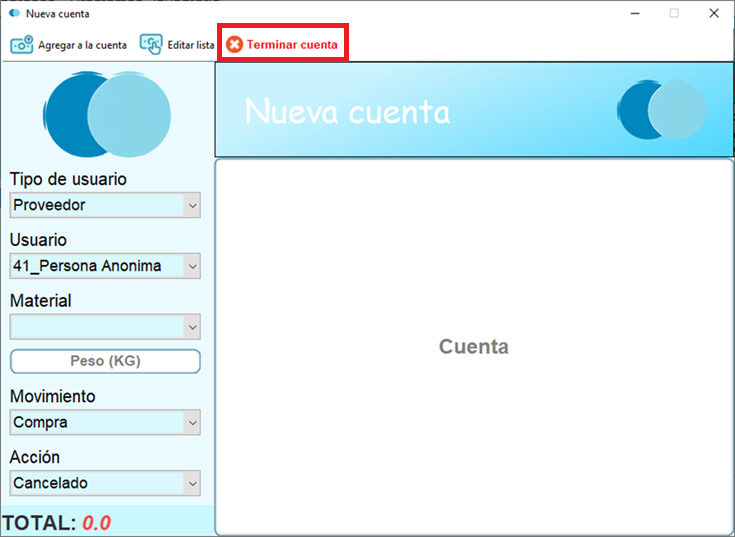 Nueva cuenta
Agregar a la cuenta Editar lista Terminar cuenta
Nueva cuenta
Tipo de usuario
Proveedor
Usuario
41_Persona Anonima
Material
Peso (KG)
Movimiento
Compra
Acción
Cancelado
TOTAL: 0.0
Cuenta